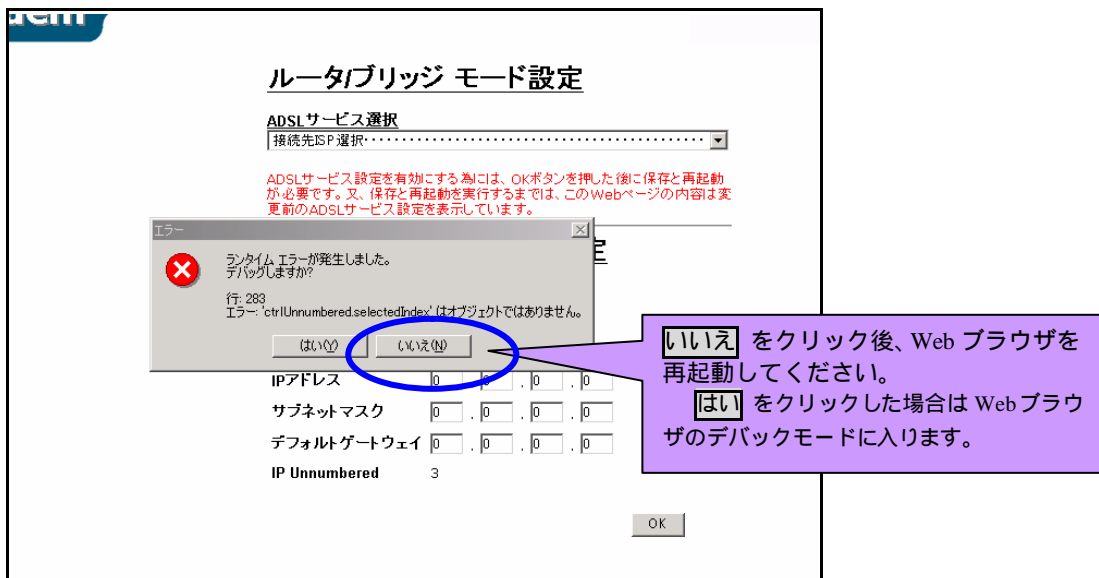 ルータ/ブリッジ モード設定
ADSLサービス選択
接続先ISP選択・・・・・・・・・・・・・・・・・・・・・・・・・・・・・・・・・・・・・・・・・・・・
ADSLサービス設定を有効にする為には、OKボタンを押した後に保存と再起動
が必要です。又、保存と再起動を実行するまでは、このWebページの内容は変
更前のADSLサービス設定を表示しています。
エラー
定
ランタイム エラーが発生しました。
デバッグしますか?
行: 283
エラー: 'ctrlUnnumbered.selectedIndex' はオブジェクトではありません。
はい(Y) いいえ(N)
いいえ をクリック後、Web ブラウザを
再起動してください。
はい をクリックした場合は Web ブラウ
ザのデバックモードに入ります。
IPアドレス 0 . 0 . 0 . 0
サブネットマスク 0 . 0 . 0 . 0
デフォルトゲートウェイ 0 . 0 . 0 . 0
IP Unnumbered 3
OK